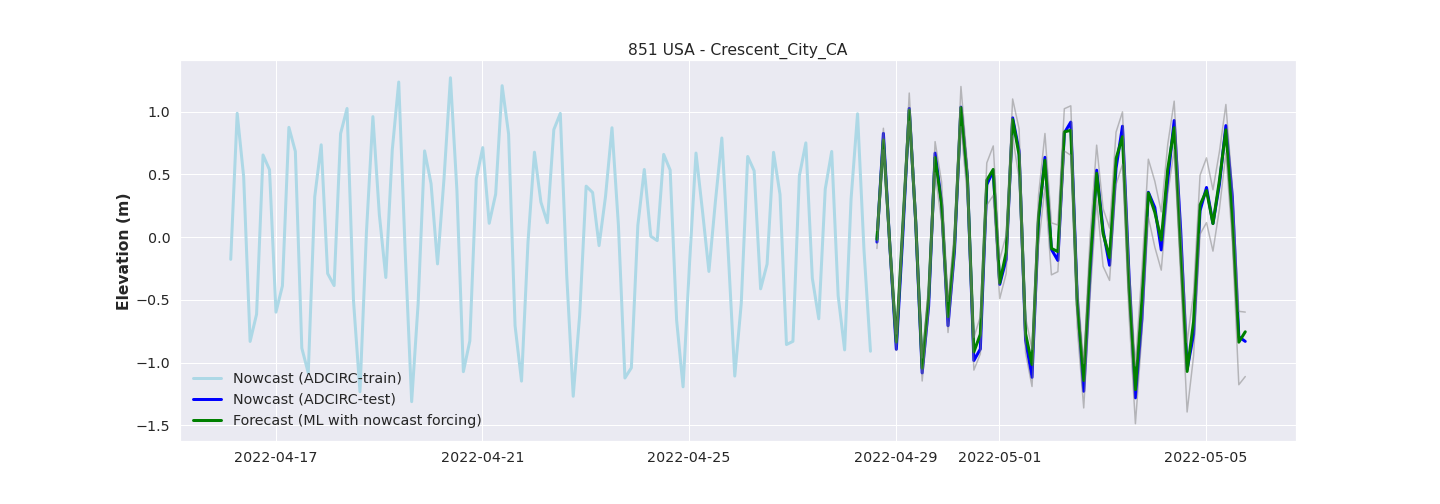 851 USA - Crescent_City_CA
Elevation (m)
1.0
0.5
0.0
−0.5
−1.0
−1.5
Nowcast (ADCIRC-train)
Nowcast (ADCIRC-test)
Forecast (ML with nowcast forcing)
2022-04-17
2022-04-21
2022-04-25
2022-04-29
2022-05-01
2022-05-05